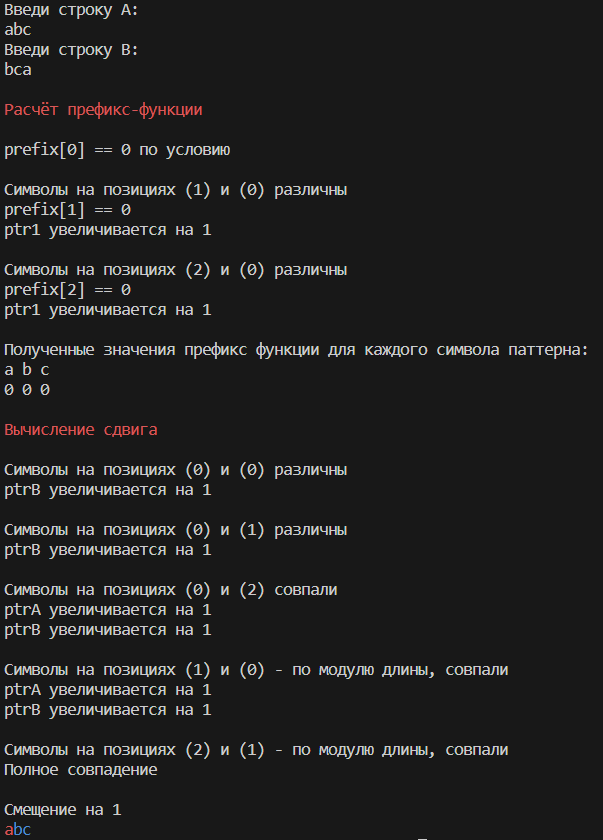 Введи строку A:
abc
Введи строку B:
bca
Расчёт префикс-функции
prefix[0] == 0 по условию
Символы на позициях (1) и (0) различны
prefix[1] == 0
ptr1 увеличивается на 1
Символы на позициях (2) и (0) различны
prefix[2] == 0
ptr1 увеличивается на 1
Полученные значения префикс функции для каждого символа паттерна:
a b c
0 0 0
Вычисление сдвига
Символы на позициях (0) и (0) различны
ptrB увеличивается на 1
Символы на позициях (0) и (1) различны
ptrB увеличивается на 1
Символы на позициях (0) и (2) совпали
ptrA увеличивается на 1
ptrB увеличивается на 1
Символы на позициях (1) и (0) - по модулю длины, совпали
ptrA увеличивается на 1
ptrB увеличивается на 1
Символы на позициях (2) и (1) - по модулю длины, совпали
Полное совпадение
Смещение на 1
abc